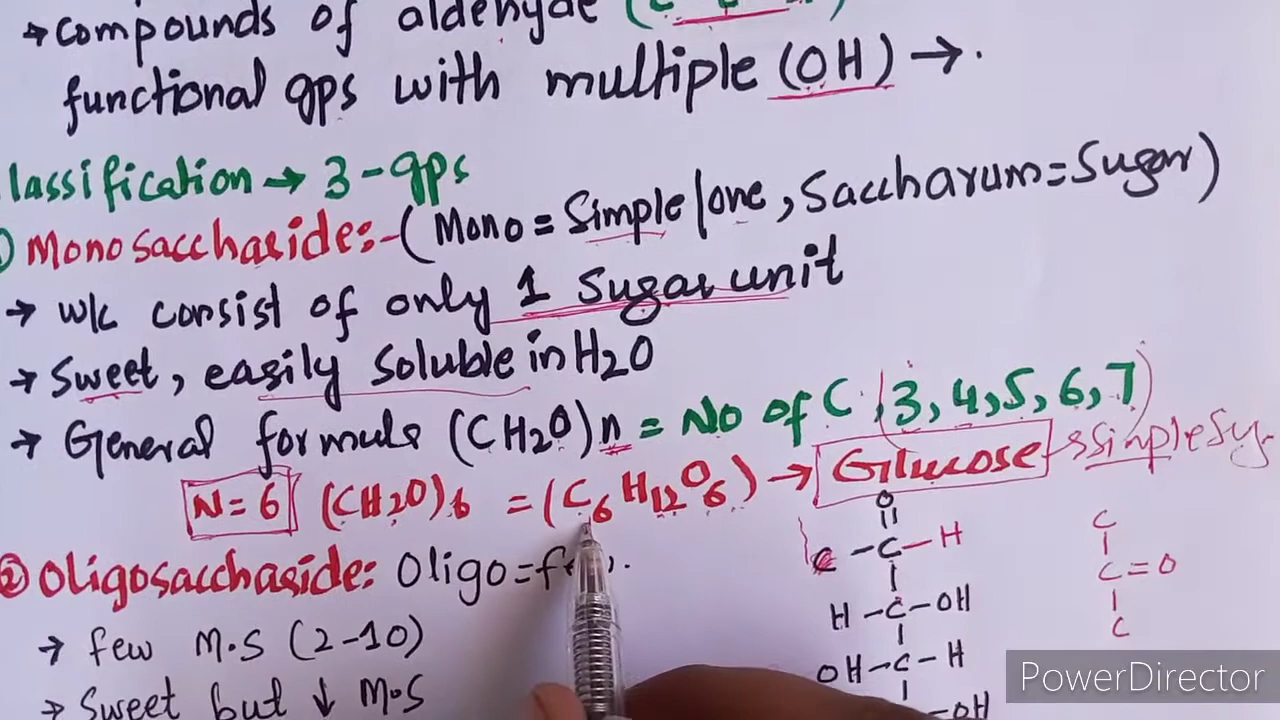 → compounds of aldehyde
functional gps with multiple (OH) → .
lassification → 3-gps
Monosaccharide:- (Mono = Simple/one, Saccharum = Sugar)
→ w/c consist of only 1 Sugar unit
→ Sweet, easily soluble in H2O
→ General formula (CH2O)n = No of C, (3, 4, 5, 6, 7)
N=6 (CH2O)6 = (C6H12O6) → Glucose → simple
② Oligosaccharide: Oligo =
→ few M.S (2-10)
→ Sweet but ↓ M.S
O
C - C - H
H - C - OH
OH - C - H
- OH
C
C = O
C
PowerDirector